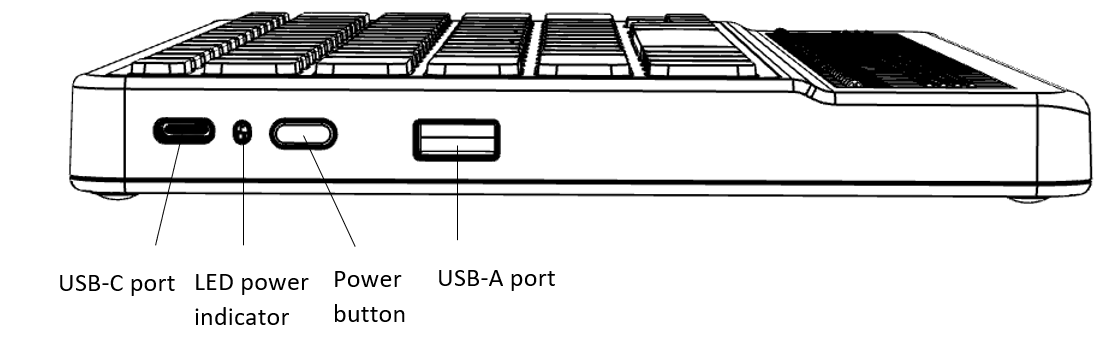 USB-C port
LED power
indicator
Power
button
USB-A port